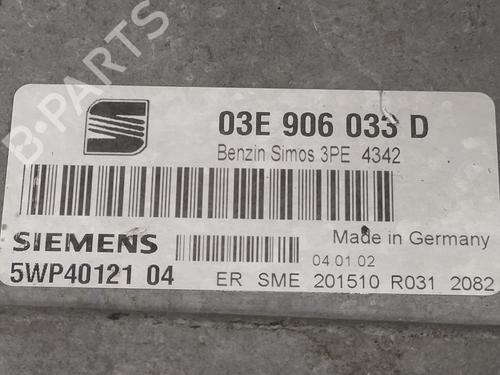 B-PARTS
03E 906 033 D
Benzin Simos 3PE 4342
SIEMENS
Made in Germany
04.01.02
5WP40121 04
ER SME 201510 R031 2082